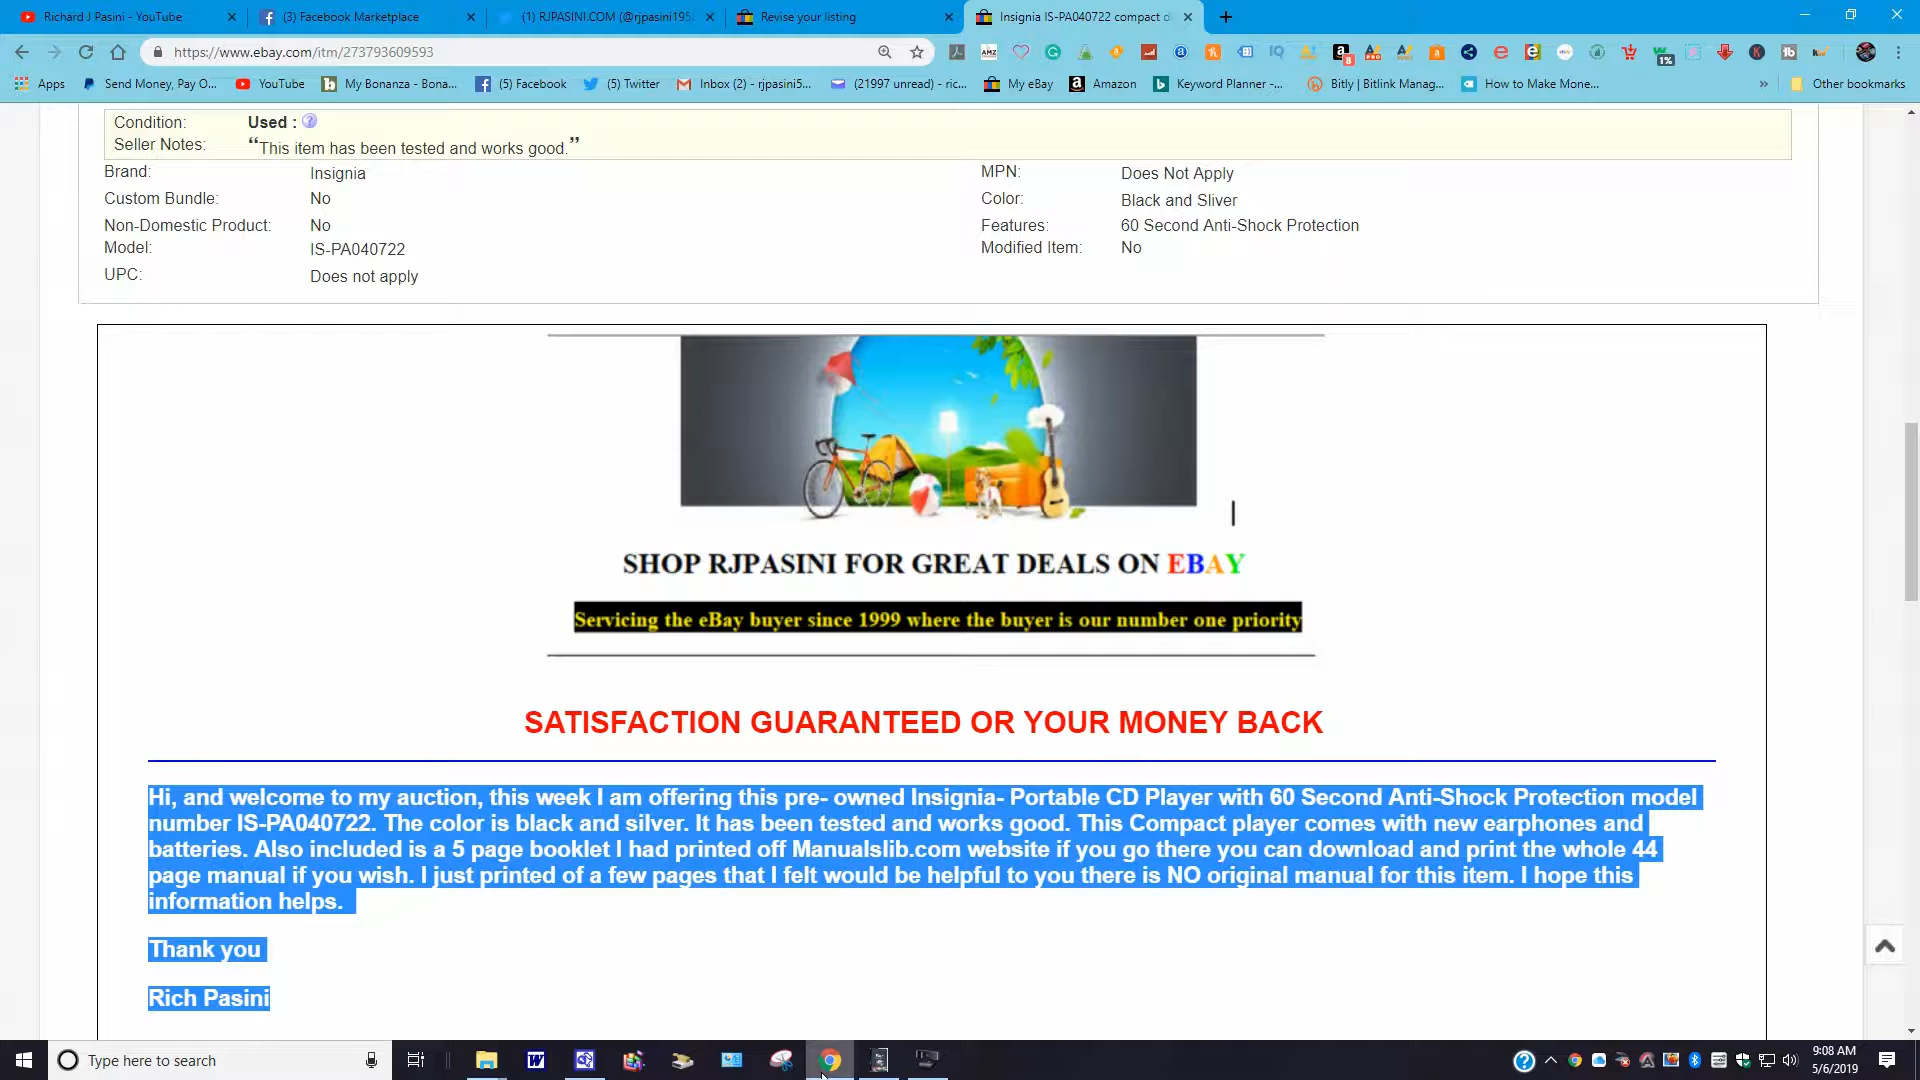 Richard J Pasini - YouTube
(3) Facebook Marketplace
(1) RJPASINI.COM (@rjpasini195
Revise your listing
Insignia IS-PA040722 compact d
https://www.ebay.com/itm/273793609593
Apps
Send Money, Pay O...
YouTube
My Bonanza - Bona...
(5) Facebook
(5) Twitter
Inbox (2) - rjpasini5...
(21997 unread) - ric...
My eBay
Amazon
Keyword Planner -...
Bitly | Bitlink Manag...
How to Make Mone...
»
Other bookmarks
Condition: Used :
Seller Notes: “This item has been tested and works good.”
Brand: Insignia
MPN: Does Not Apply
Custom Bundle: No
Color: Black and Sliver
Non-Domestic Product: No
Features: 60 Second Anti-Shock Protection
Model: IS-PA040722
Modified Item: No
UPC: Does not apply
SHOP RJPASINI FOR GREAT DEALS ON EBAY
Servicing the eBay buyer since 1999 where the buyer is our number one priority
SATISFACTION GUARANTEED OR YOUR MONEY BACK
Hi, and welcome to my auction, this week I am offering this pre- owned Insignia- Portable CD Player with 60 Second Anti-Shock Protection model
number IS-PA040722. The color is black and silver. It has been tested and works good. This Compact player comes with new earphones and
batteries. Also included is a 5 page booklet I had printed off Manualslib.com website if you go there you can download and print the whole 44
page manual if you wish. I just printed of a few pages that I felt would be helpful to you there is NO original manual for this item. I hope this
information helps.
Thank you
Rich Pasini
Type here to search
9:08 AM
5/6/2019